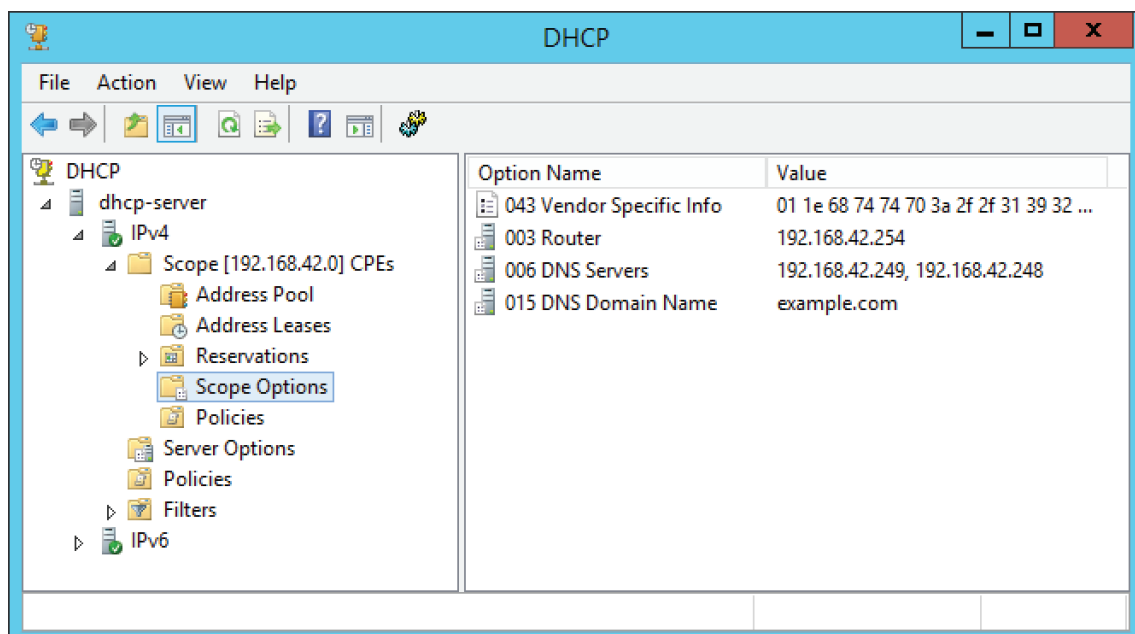 DHCP
File Action View Help
DHCP
dhcp-server
IPv4
Scope [192.168.42.0] CPEs
Address Pool
Address Leases
Reservations
Scope Options
Policies
Server Options
Policies
Filters
IPv6
Option Name Value
043 Vendor Specific Info 01 1e 68 74 74 70 3a 2f 2f 31 39 32 ...
003 Router 192.168.42.254
006 DNS Servers 192.168.42.249, 192.168.42.248
015 DNS Domain Name example.com